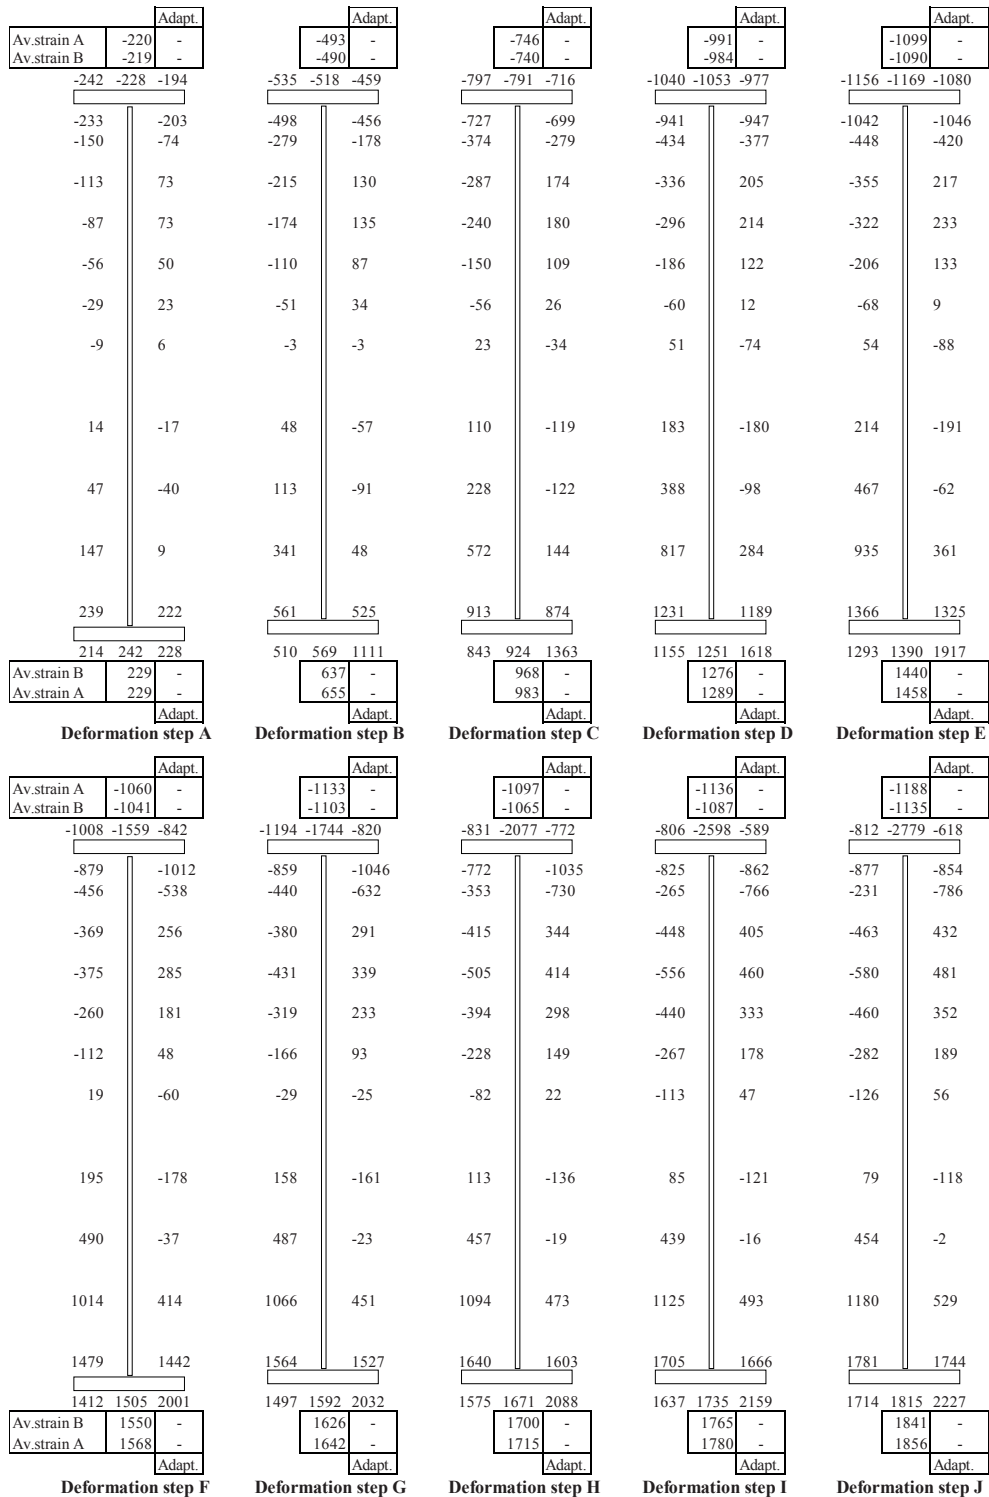 Adapt. Adapt. Adapt. Adapt. Adapt.
Av.strain A -220 - -493 - -746 - -991 - -1099 -
Av.strain B -219 - -490 - -740 - -984 - -1090 -
-242 -228 -194 -535 -518 -459 -797 -791 -716 -1040 -1053 -977 -1156 -1169 -1080
-233 -203 -498 -456 -727 -699 -941 -947 -1042 -1046
-150 -74 -279 -178 -374 -279 -434 -377 -448 -420
-113 73 -215 130 -287 174 -336 205 -355 217
-87 73 -174 135 -240 180 -296 214 -322 233
-56 50 -110 87 -150 109 -186 122 -206 133
-29 23 -51 34 -56 26 -60 12 -68 9
-9 6 -3 -3 23 -34 51 -74 54 -88
14 -17 48 -57 110 -119 183 -180 214 -191
47 -40 113 -91 228 -122 388 -98 467 -62
147 9 341 48 572 144 817 284 935 361
239 222 561 525 913 874 1231 1189 1366 1325
214 242 228 510 569 1111 843 924 1363 1155 1251 1618 1293 1390 1917
Av.strain B 229 - 637 - 968 - 1276 - 1440 -
Av.strain A 229 - 655 - 983 - 1289 - 1458 -
Adapt. Adapt. Adapt. Adapt. Adapt.
Deformation step A Deformation step B Deformation step C Deformation step D Deformation step E
Adapt. Adapt. Adapt. Adapt. Adapt.
Av.strain A -1060 - -1133 - -1097 - -1136 - -1188 -
Av.strain B -1041 - -1103 - -1065 - -1087 - -1135 -
-1008 -1559 -842 -1194 -1744 -820 -831 -2077 -772 -806 -2598 -589 -812 -2779 -618
-879 -1012 -859 -1046 -772 -1035 -825 -862 -877 -854
-456 -538 -440 -632 -353 -730 -265 -766 -231 -786
-369 256 -380 291 -415 344 -448 405 -463 432
-375 285 -431 339 -505 414 -556 460 -580 481
-260 181 -319 233 -394 298 -440 333 -460 352
-112 48 -166 93 -228 149 -267 178 -282 189
19 -60 -29 -25 -82 22 -113 47 -126 56
195 -178 158 -161 113 -136 85 -121 79 -118
490 -37 487 -23 457 -19 439 -16 454 -2
1014 414 1066 451 1094 473 1125 493 1180 529
1479 1442 1564 1527 1640 1603 1705 1666 1781 1744
1412 1505 2001 1497 1592 2032 1575 1671 2088 1637 1735 2159 1714 1815 2227
Av.strain B 1550 - 1626 - 1700 - 1765 - 1841 -
Av.strain A 1568 - 1642 - 1715 - 1780 - 1856 -
Adapt. Adapt. Adapt. Adapt. Adapt.
Deformation step F Deformation step G Deformation step H Deformation step I Deformation step J